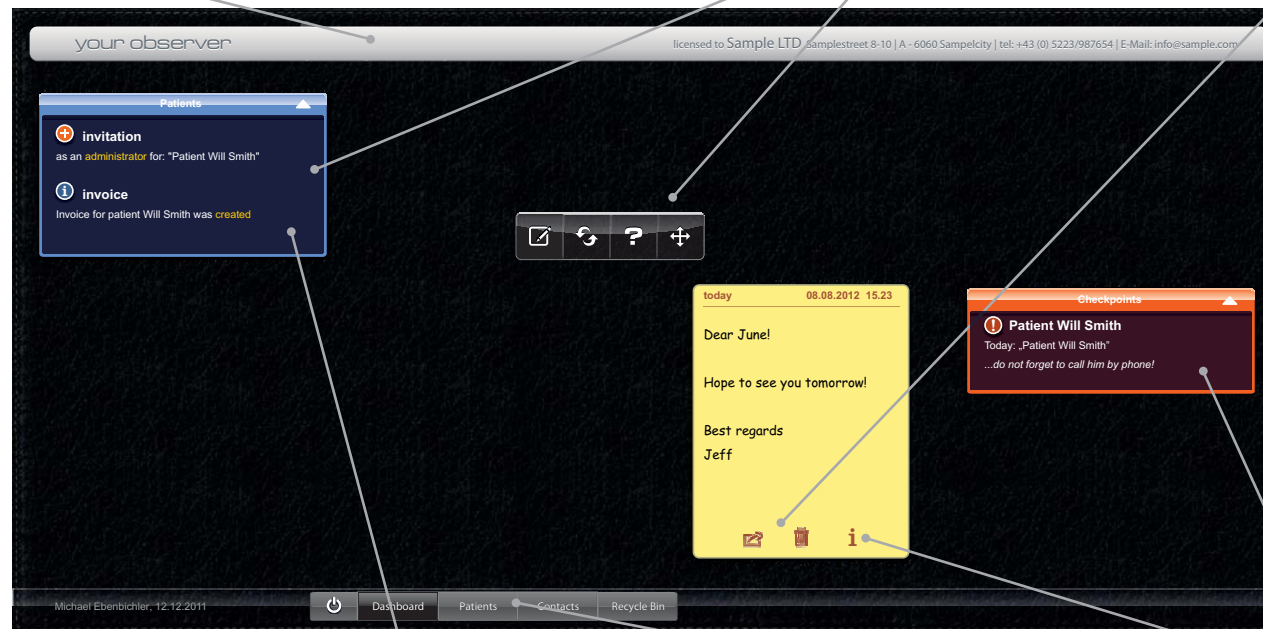 your observer
licensed to Sample LTD Samplestreet 8-10 | A - 6060 Sampelcity | tel: +43 (0) 5223/987654 | E-Mail: info@sample.com
Patients
invitation
as an administrator for: "Patient Will Smith"
invoice
Invoice for patient Will Smith was created
?
today 08.08.2012 15.23
Dear June!
Hope to see you tomorrow!
Best regards
Jeff
i
Checkpoints
Patient Will Smith
Today: „Patient Will Smith"
...do not forget to call him by phone!
Michael Ebenbichler, 12.12.2011
Dashboard Patients Contacts Recycle Bin